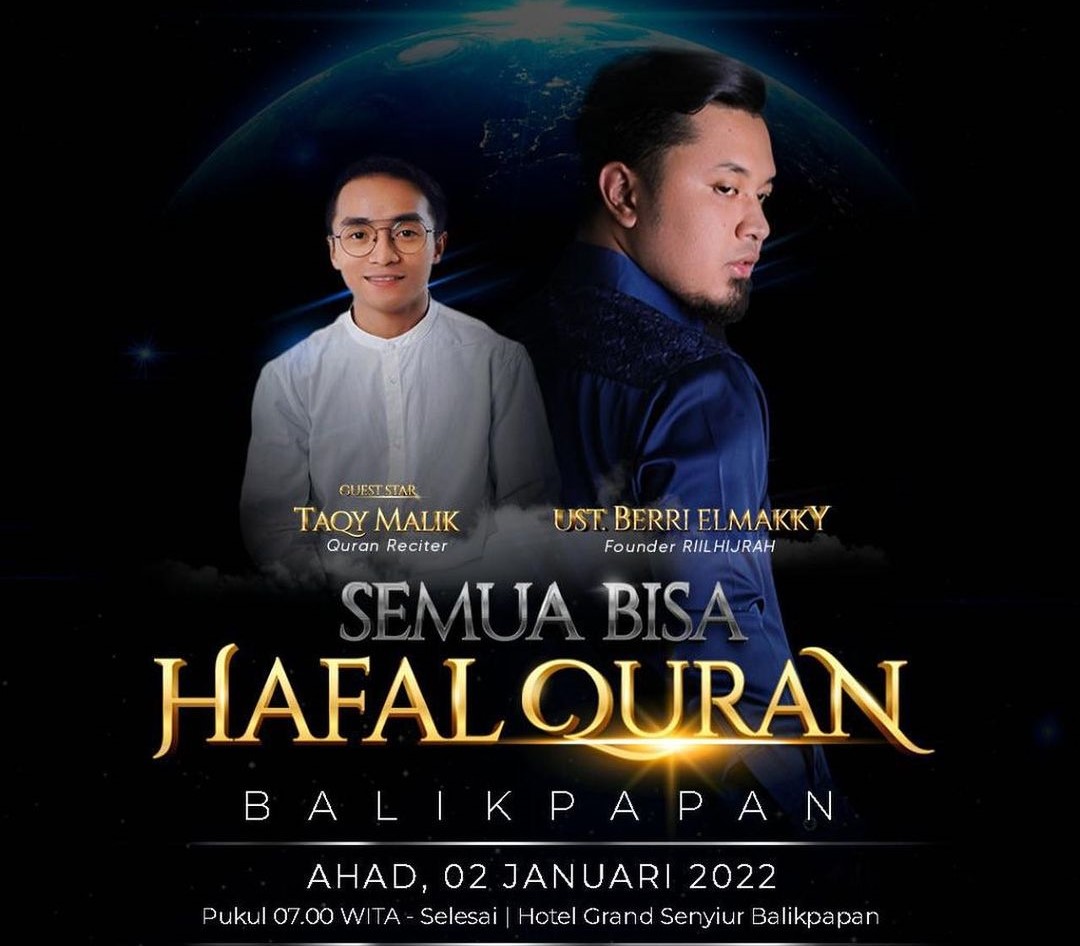 GUEST STAR
TAQY MALIK
Quran Reciter
UST. BERRI ELMAKKY
Founder RIILHIJRAH
SEMUA BISA
HAFAL QURAN
BALIKPAPAN
AHAD, 02 JANUARI 2022
Pukul 07.00 WITA - Selesai | Hotel Grand Senyiur Balikpapan